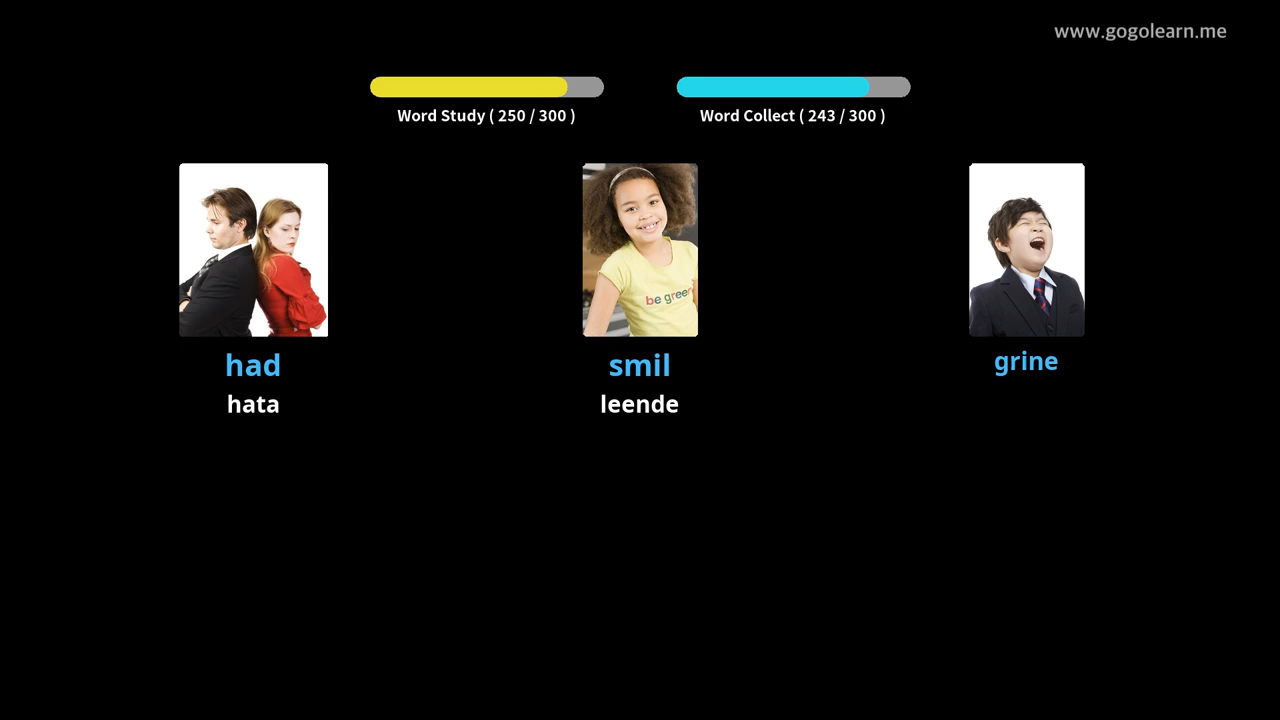 www.gogolearn.me
Word Study ( 250 / 300 )
Word Collect ( 243 / 300 )
be green
had
smil
grine
hata
leende